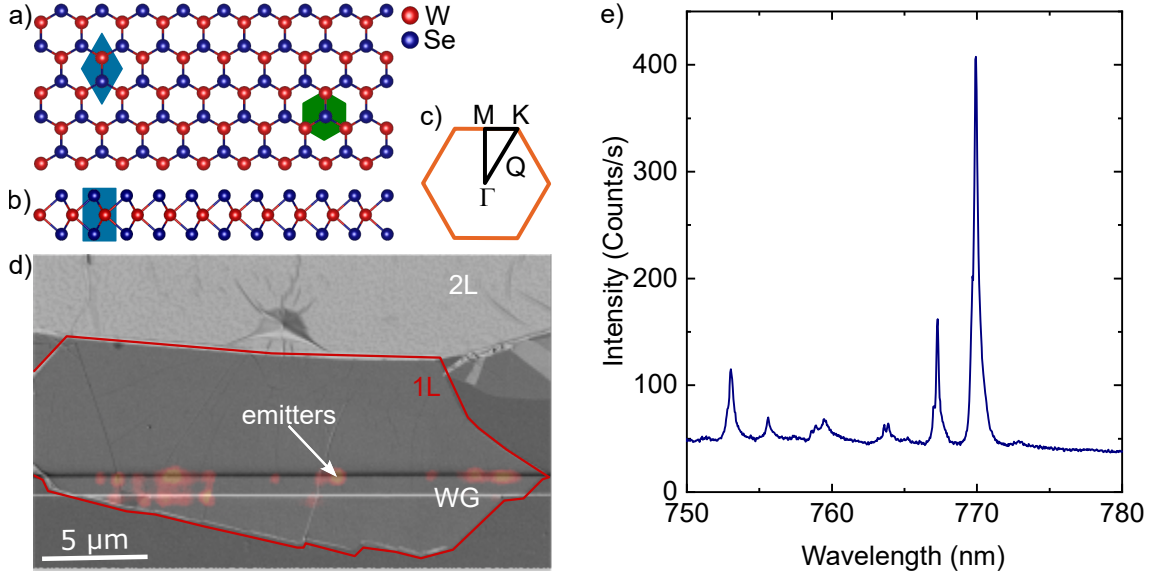 a)
W
Se
c)
M
K
Q
Γ
b)
d)
2L
1L
emitters
WG
5 μm
e)
Intensity (Counts/s)
400
300
200
100
0
750
760
770
780
Wavelength (nm)